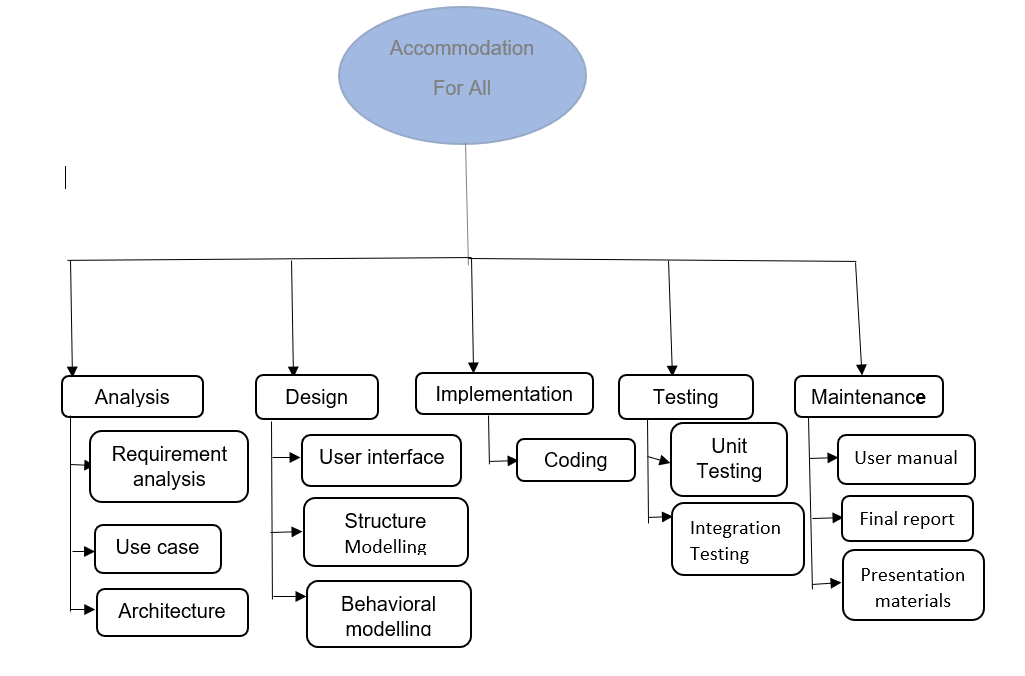 Accommodation
For All
Analysis
Design
Implementation
Testing
Maintenance
Requirement
analysis
Use case
Architecture
User interface
Structure
Modelling
Behavioral
modelling
Coding
Unit
Testing
Integration
Testing
User manual
Final report
Presentation
materials